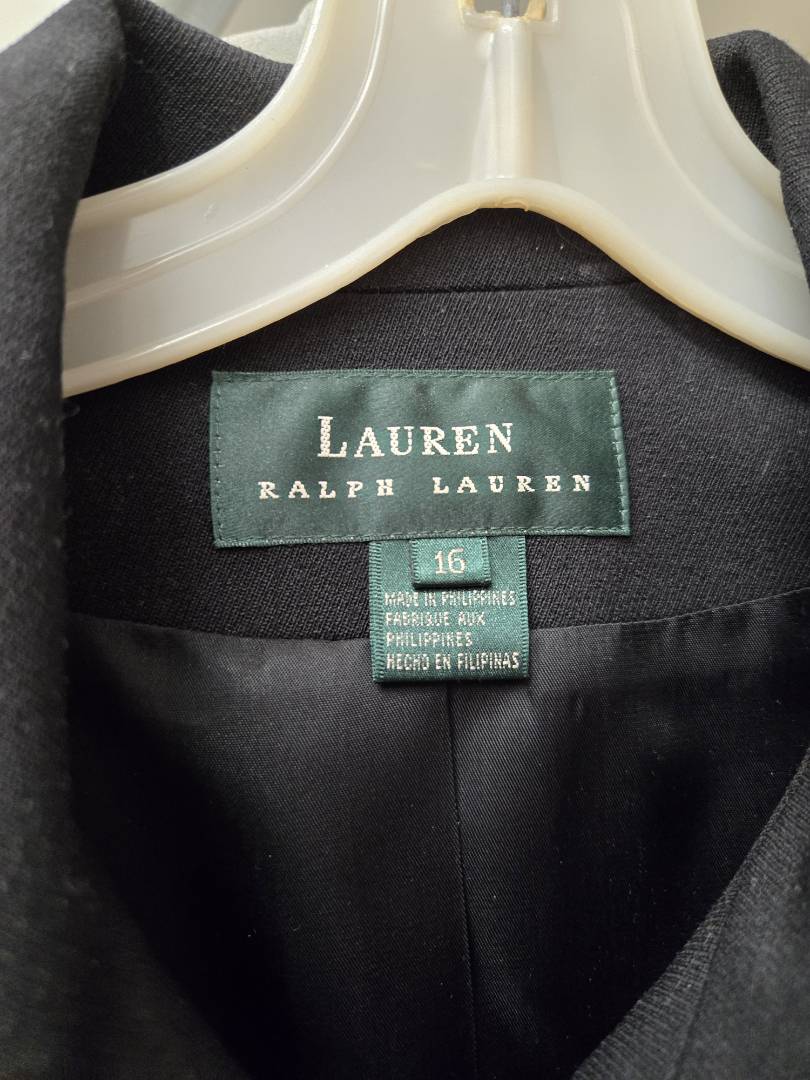 LAUREN
RALPH LAUREN
16
MADE IN PHILIPPINES
FABRIQUE AUX
PHILIPPINES
HECHO EN FILIPINAS